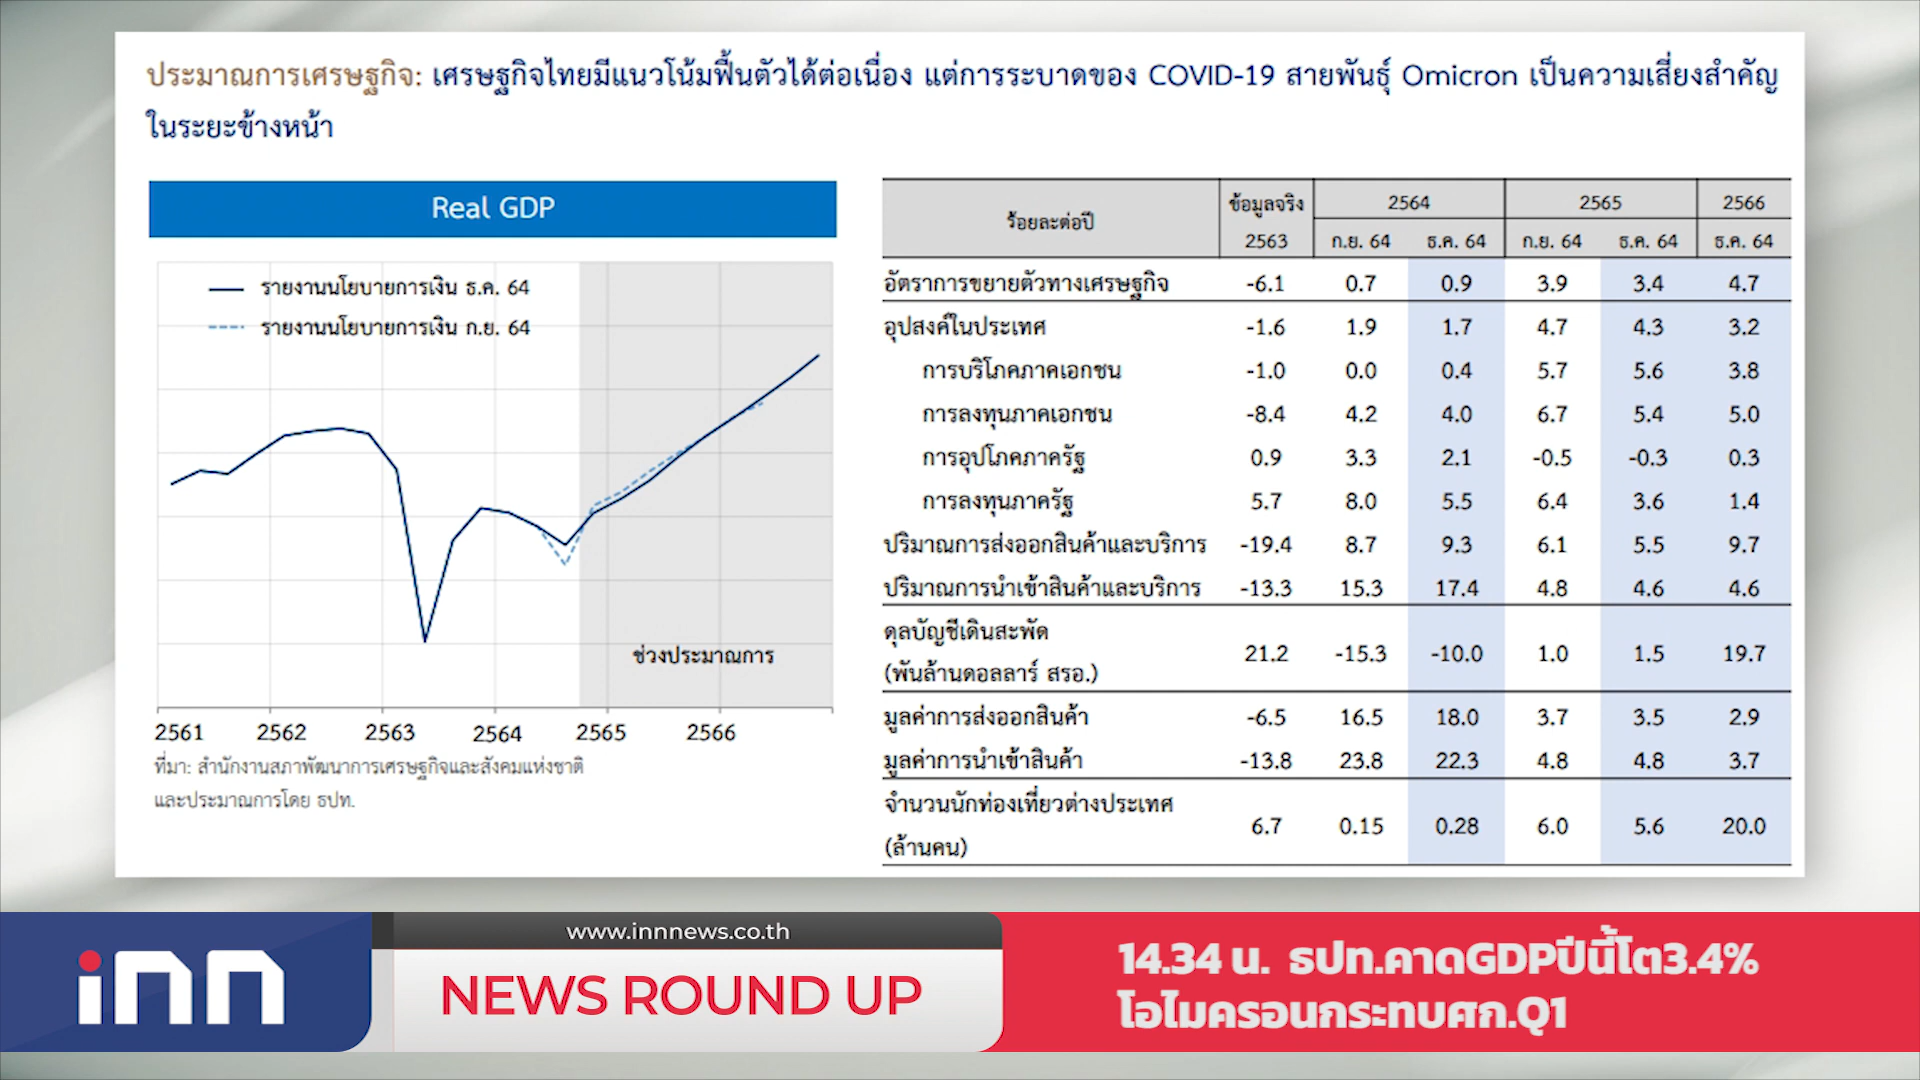 ประมาณการเศรษฐกิจ: เศรษฐกิจไทยมีแนวโน้มฟื้นตัวได้ต่อเนื่อง แต่การระบาดของ COVID-19 สายพันธุ์ Omicron เป็นความเสี่ยงสำคัญ
ในระยะข้างหน้า
Real GDP
รายงานนโยบายการเงิน ธ.ค. 64
รายงานนโยบายการเงิน ก.ย. 64
ช่วงประมาณการ
2561 2562 2563 2564 2565 2566
ที่มา: สำนักงานสภาพัฒนาการเศรษฐกิจและสังคมแห่งชาติ
และประมาณการโดย ธปท.
ร้อยละต่อปี ข้อมูลจริง 2564 2565 2566
2563 ก.ย. 64 ธ.ค. 64 ก.ย. 64 ธ.ค. 64 ธ.ค. 64
อัตราการขยายตัวทางเศรษฐกิจ -6.1 0.7 0.9 3.9 3.4 4.7
อุปสงค์ในประเทศ -1.6 1.9 1.7 4.7 4.3 3.2
การบริโภคภาคเอกชน -1.0 0.0 0.4 5.7 5.6 3.8
การลงทุนภาคเอกชน -8.4 4.2 4.0 6.7 5.4 5.0
การอุปโภคภาครัฐ 0.9 3.3 2.1 -0.5 -0.3 0.3
การลงทุนภาครัฐ 5.7 8.0 5.5 6.4 3.6 1.4
ปริมาณการส่งออกสินค้าและบริการ -19.4 8.7 9.3 6.1 5.5 9.7
ปริมาณการนำเข้าสินค้าและบริการ -13.3 15.3 17.4 4.8 4.6 4.6
ดุลบัญชีเดินสะพัด
(พันล้านดอลลาร์ สรอ.) 21.2 -15.3 -10.0 1.0 1.5 19.7
มูลค่าการส่งออกสินค้า -6.5 16.5 18.0 3.7 3.5 2.9
มูลค่าการนำเข้าสินค้า -13.8 23.8 22.3 4.8 4.8 3.7
จำนวนนักท่องเที่ยวต่างประเทศ
(ล้านคน) 6.7 0.15 0.28 6.0 5.6 20.0
inn
www.innnews.co.th
NEWS ROUND UP
14.34 น. ธปท.คาดGDPปีนี้โต3.4%
โอไมครอนกระทบศก.Q1